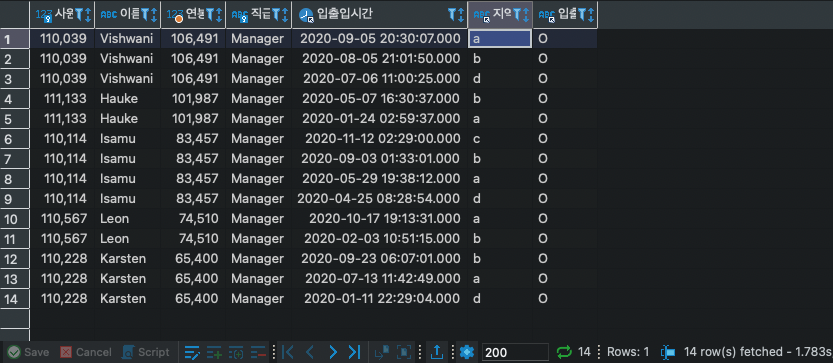 123 사원 ABC 이름 123 연봉 ABC 직급 입출입시간 ABC 지역 ABC 입출
1 110,039 Vishwani 106,491 Manager 2020-09-05 20:30:07.000 a O
2 110,039 Vishwani 106,491 Manager 2020-08-05 21:01:50.000 b O
3 110,039 Vishwani 106,491 Manager 2020-07-06 11:00:25.000 d O
4 111,133 Hauke 101,987 Manager 2020-05-07 16:30:37.000 b O
5 111,133 Hauke 101,987 Manager 2020-01-24 02:59:37.000 a O
6 110,114 Isamu 83,457 Manager 2020-11-12 02:29:00.000 c O
7 110,114 Isamu 83,457 Manager 2020-09-03 01:33:01.000 b O
8 110,114 Isamu 83,457 Manager 2020-05-29 19:38:12.000 a O
9 110,114 Isamu 83,457 Manager 2020-04-25 08:28:54.000 d O
10 110,567 Leon 74,510 Manager 2020-10-17 19:13:31.000 a O
11 110,567 Leon 74,510 Manager 2020-02-03 10:51:15.000 b O
12 110,228 Karsten 65,400 Manager 2020-09-23 06:07:01.000 b O
13 110,228 Karsten 65,400 Manager 2020-07-13 11:42:49.000 a O
14 110,228 Karsten 65,400 Manager 2020-01-11 22:29:04.000 d O
Save Cancel Script 200 14 Rows: 1 14 row(s) fetched - 1.783s